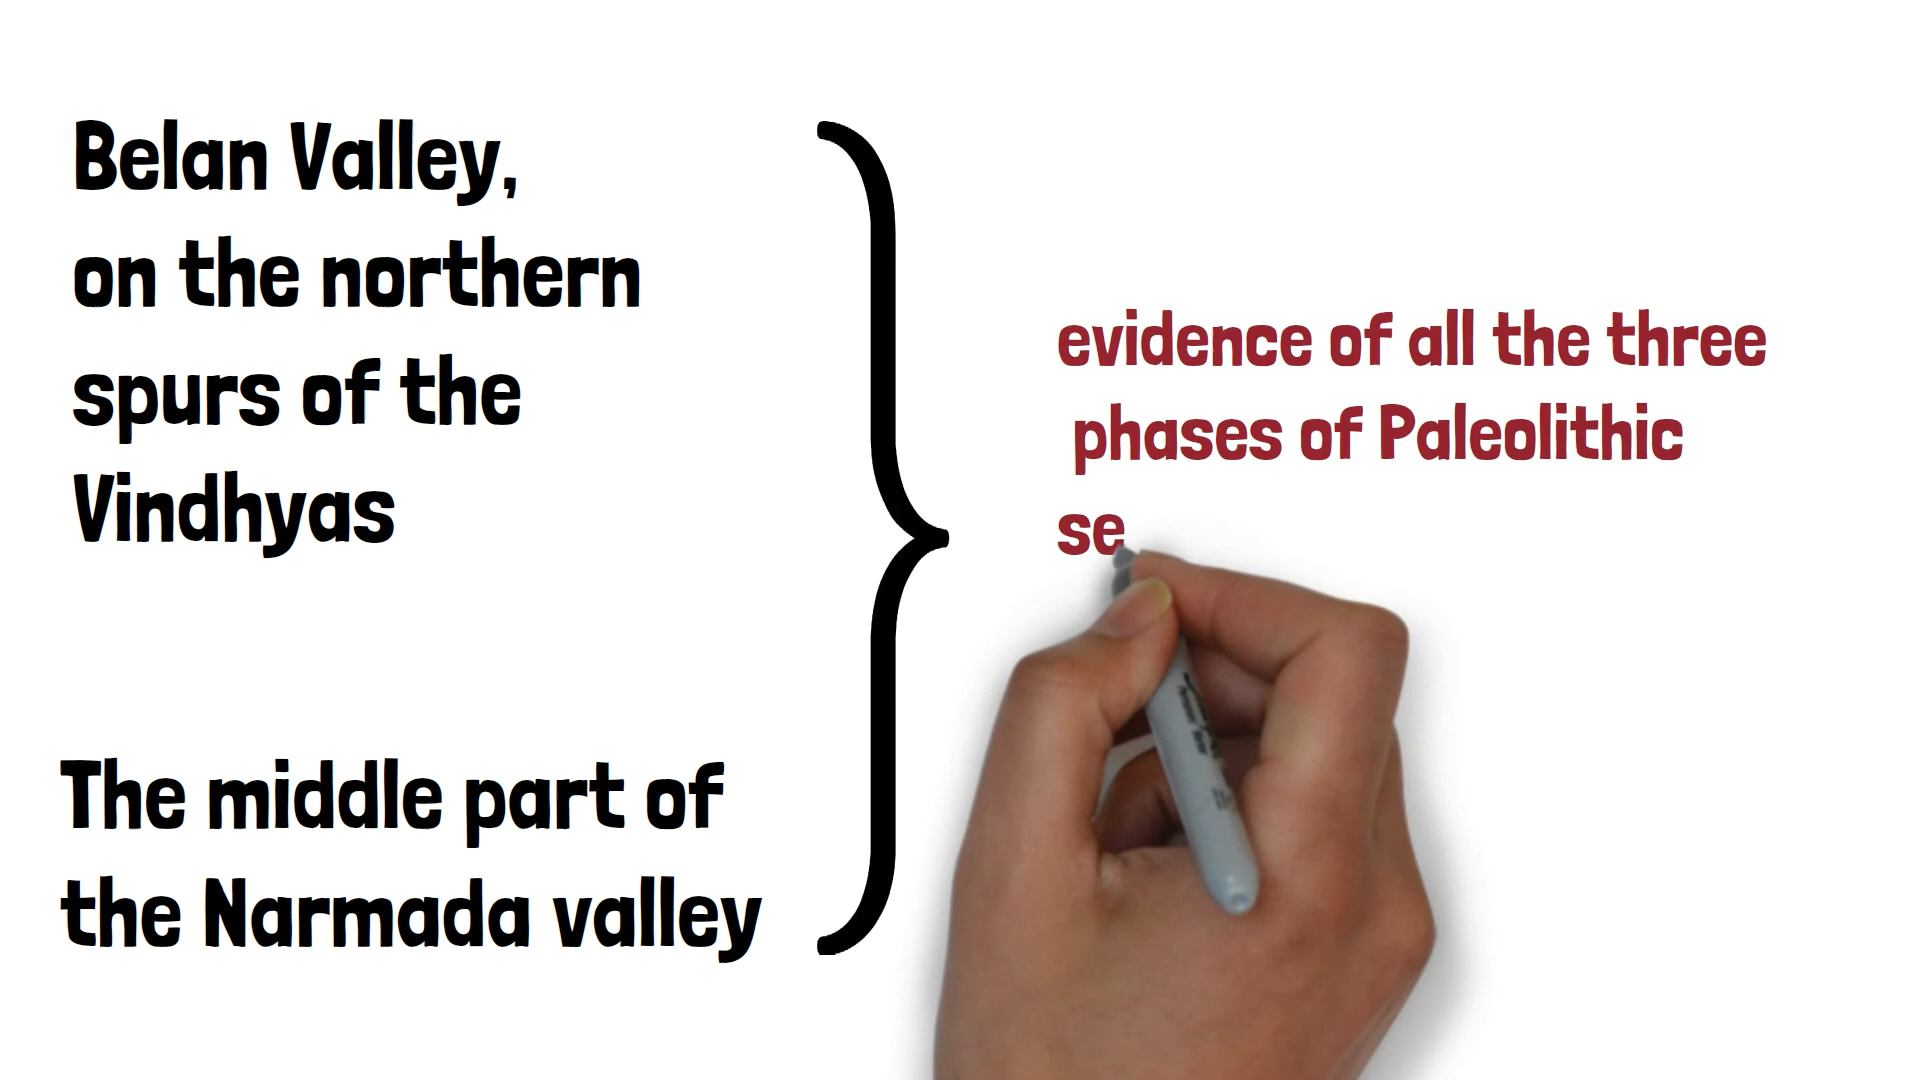 Belan Valley,
on the northern
spurs of the
Vindhyas
The middle part of
the Narmada valley
evidence of all the three
phases of Paleolithic
se